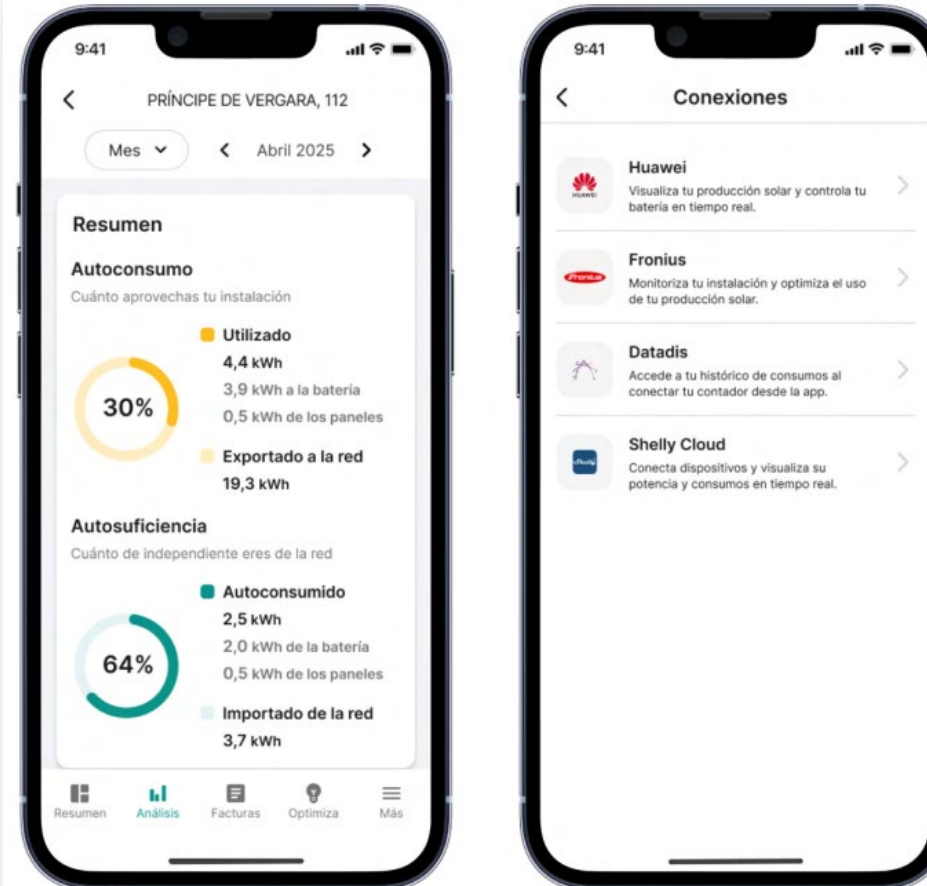 9:41
PRÍNCIPE DE VERGARA, 112
Mes
Abril 2025
Resumen
Autoconsumo
Cuánto aprovechas tu instalación
30%
Utilizado
4,4 kWh
3,9 kWh a la batería
0,5 kWh de los paneles
Exportado a la red
19,3 kWh
Autosuficiencia
Cuánto de independiente eres de la red
64%
Autoconsumido
2,5 kWh
2,0 kWh de la batería
0,5 kWh de los paneles
Importado de la red
3,7 kWh
Resumen
Análisis
Facturas
Optimiza
Más
9:41
Conexiones
HUAWEI
Huawei
Visualiza tu producción solar y controla tu
batería en tiempo real.
Fronius
Fronius
Monitoriza tu instalación y optimiza el uso
de tu producción solar.
Datadis
Accede a tu histórico de consumos al
conectar tu contador desde la app.
Shelly
Shelly Cloud
Conecta dispositivos y visualiza su
potencia y consumos en tiempo real.